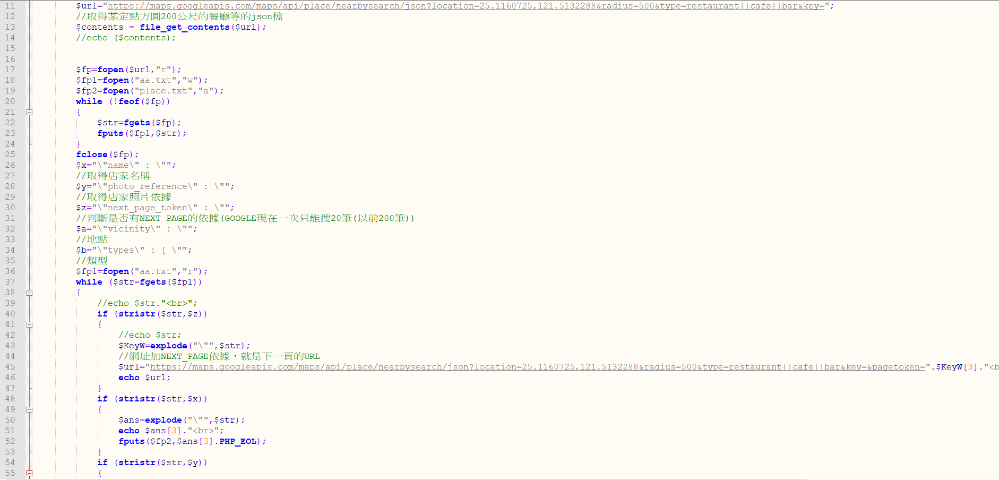 11 $url="https://maps.googleapis.com/maps/api/place/nearbysearch/json?location=25.1160725,121.5132288&radius=500&type=restaurant||cafe||bar&key=";
12 //取得某定點方圓200公尺的餐廳等的json檔
13 $contents = file_get_contents($url);
14 //echo ($contents);
15
16
17 $fp=fopen($url,"r");
18 $fp1=fopen("aa.txt","w");
19 $fp2=fopen("place.txt","a");
20 while (!feof($fp))
21 {
22 $str=fgets($fp);
23 fputs($fp1,$str);
24 }
25 fclose($fp);
26 $x="\"name\" : \"";
27 //取得店家名稱
28 $y="\"photo_reference\" : \"";
29 //取得店家照片依據
30 $z="\"next_page_token\" : \"";
31 //判斷是否有NEXT PAGE的依據(GOOGLE現在一次只能搜20筆(以前200筆))
32 $a="\"vicinity\" : \"";
33 //地點
34 $b="\"types\" : [ \"";
35 //類型
36 $fp1=fopen("aa.txt","r");
37 while ($str=fgets($fp1))
38 {
39 //echo $str."<br>";
40 if (stristr($str,$z))
41 {
42 //echo $str;
43 $KeyW=explode("\"",$str);
44 //網址加NEXT_PAGE依據，就是下一頁的URL
45 $url="https://maps.googleapis.com/maps/api/place/nearbysearch/json?location=25.1160725,121.5132288&radius=500&type=restaurant||cafe||bar&key=&pagetoken=".$KeyW[3]."<b
46 echo $url;
47 }
48 if (stristr($str,$x))
49 {
50 $ans=explode("\"",$str);
51 echo $ans[3]."<br>";
52 fputs($fp2,$ans[3].PHP_EOL);
53 }
54 if (stristr($str,$y))
55 {